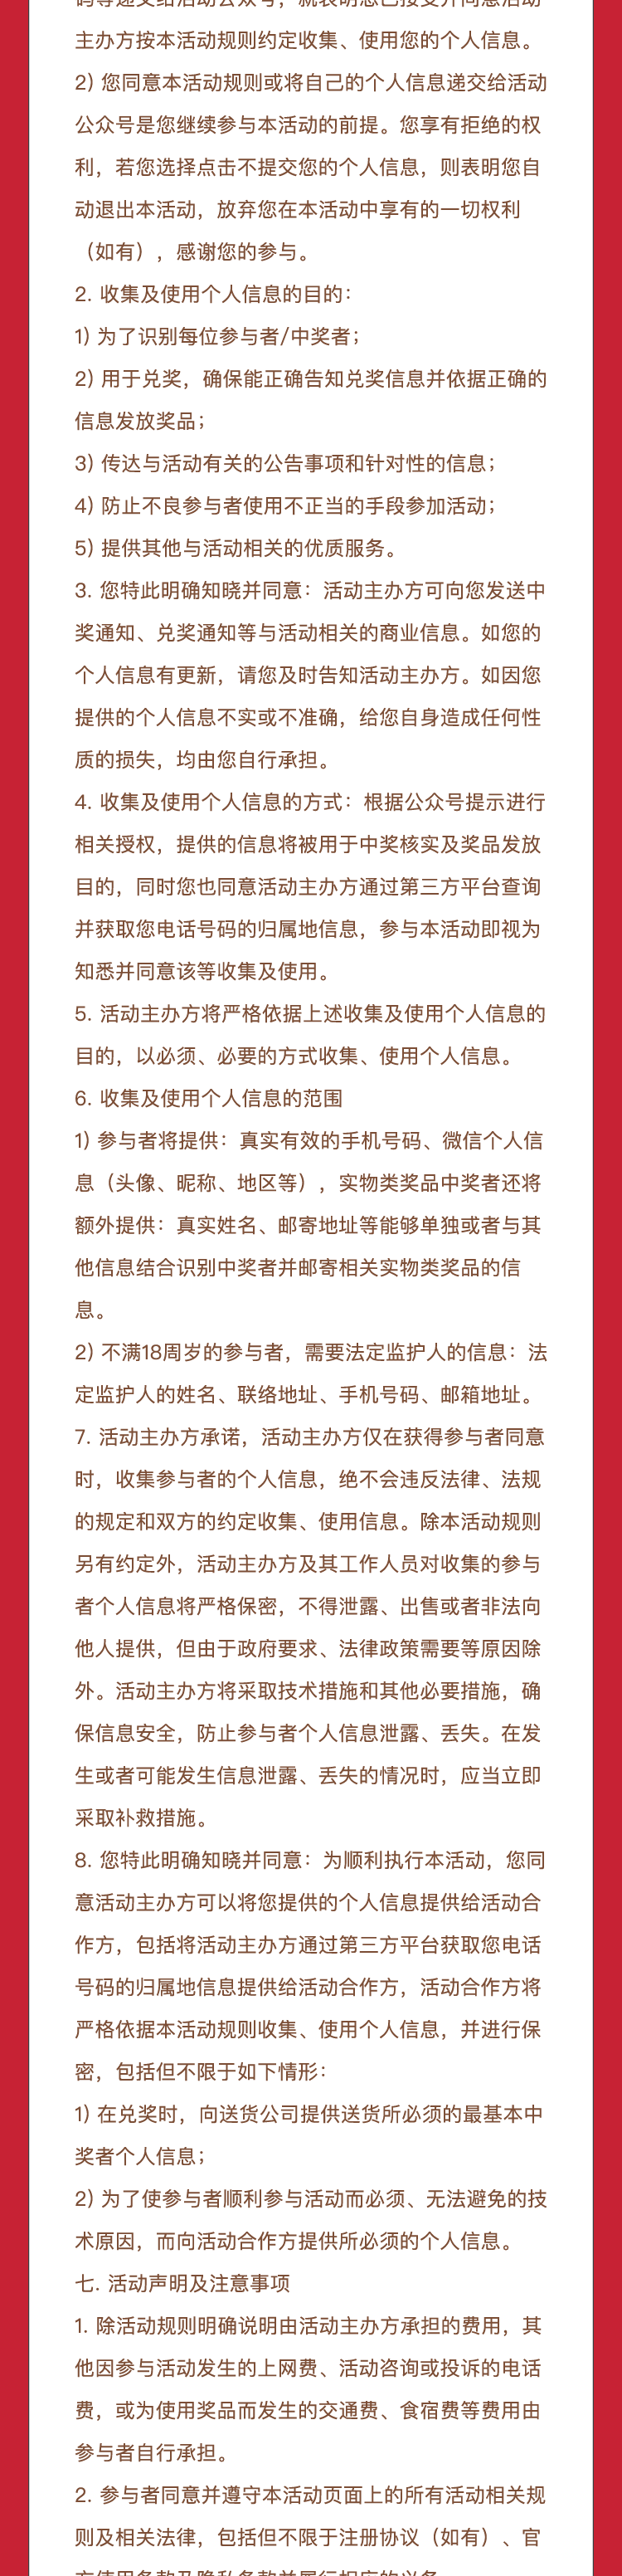 码等递交给活动公众号，就表明您已接受并同意活动
主办方按本活动规则约定收集、使用您的个人信息。
2) 您同意本活动规则或将自己的个人信息递交给活动
公众号是您继续参与本活动的前提。您享有拒绝的权
利，若您选择点击不提交您的个人信息，则表明您自
动退出本活动，放弃您在本活动中享有的一切权利
（如有），感谢您的参与。
2. 收集及使用个人信息的目的：
1) 为了识别每位参与者/中奖者；
2) 用于兑奖，确保能正确告知兑奖信息并依据正确的
信息发放奖品；
3) 传达与活动有关的公告事项和针对性的信息；
4) 防止不良参与者使用不正当的手段参加活动；
5) 提供其他与活动相关的优质服务。
3. 您特此明确知晓并同意：活动主办方可向您发送中
奖通知、兑奖通知等与活动相关的商业信息。如您的
个人信息有更新，请您及时告知活动主办方。如因您
提供的个人信息不实或不准确，给您自身造成任何性
质的损失，均由您自行承担。
4. 收集及使用个人信息的方式：根据公众号提示进行
相关授权，提供的信息将被用于中奖核实及奖品发放
目的，同时您也同意活动主办方通过第三方平台查询
并获取您电话号码的归属地信息，参与本活动即视为
知悉并同意该等收集及使用。
5. 活动主办方将严格依据上述收集及使用个人信息的
目的，以必须、必要的方式收集、使用个人信息。
6. 收集及使用个人信息的范围
1) 参与者将提供：真实有效的手机号码、微信个人信
息（头像、昵称、地区等），实物类奖品中奖者还将
额外提供：真实姓名、邮寄地址等能够单独或者与其
他信息结合识别中奖者并邮寄相关实物类奖品的信
息。
2) 不满18周岁的参与者，需要法定监护人的信息：法
定监护人的姓名、联络地址、手机号码、邮箱地址。
7. 活动主办方承诺，活动主办方仅在获得参与者同意
时，收集参与者的个人信息，绝不会违反法律、法规
的规定和双方的约定收集、使用信息。除本活动规则
另有约定外，活动主办方及其工作人员对收集的参与
者个人信息将严格保密，不得泄露、出售或者非法向
他人提供，但由于政府要求、法律政策需要等原因除
外。活动主办方将采取技术措施和其他必要措施，确
保信息安全，防止参与者个人信息泄露、丢失。在发
生或者可能发生信息泄露、丢失的情况时，应当立即
采取补救措施。
8. 您特此明确知晓并同意：为顺利执行本活动，您同
意活动主办方可以将您提供的个人信息提供给活动合
作方，包括将活动主办方通过第三方平台获取您电话
号码的归属地信息提供给活动合作方，活动合作方将
严格依据本活动规则收集、使用个人信息，并进行保
密，包括但不限于如下情形：
1) 在兑奖时，向送货公司提供送货所必须的最基本中
奖者个人信息；
2) 为了使参与者顺利参与活动而必须、无法避免的技
术原因，而向活动合作方提供所必须的个人信息。
七. 活动声明及注意事项
1. 除活动规则明确说明由活动主办方承担的费用，其
他因参与活动发生的上网费、活动咨询或投诉的电话
费，或为使用奖品而发生的交通费、食宿费等费用由
参与者自行承担。
2. 参与者同意并遵守本活动页面上的所有活动相关规
则及相关法律，包括但不限于注册协议（如有）、官